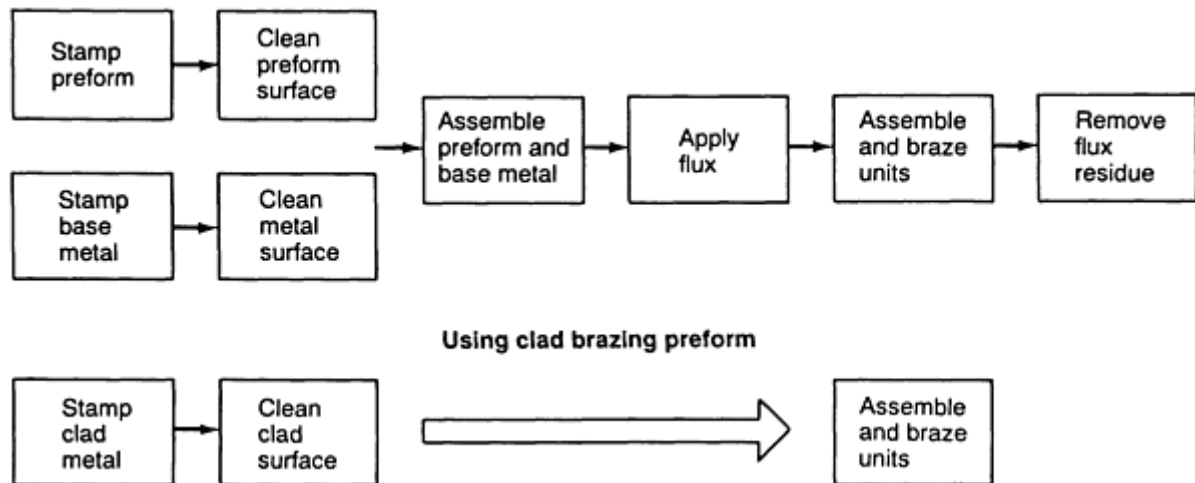 Stamp
preform
Clean
preform
surface
Assemble
preform and
base metal
Apply
flux
Assemble
and braze
units
Remove
flux
residue
Stamp
base
metal
Clean
metal
surface
Using clad brazing preform
Stamp
clad
metal
Clean
clad
surface
Assemble
and braze
units